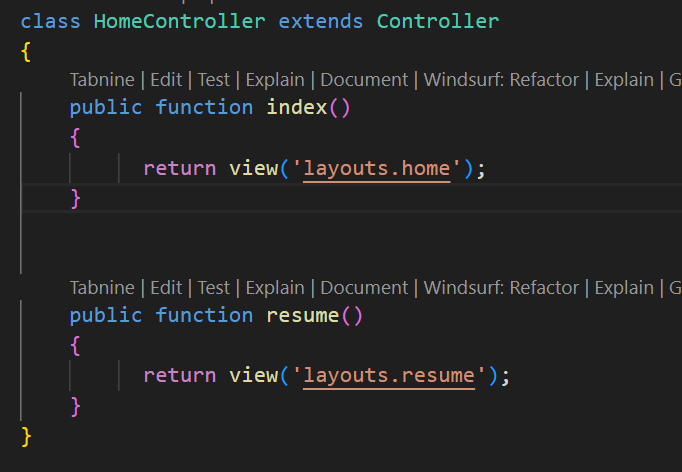 class HomeController extends Controller
{
Tabnine | Edit | Test | Explain | Document | Windsurf: Refactor | Explain | G
public function index()
{
return view('layouts.home');
}
Tabnine | Edit | Test | Explain | Document | Windsurf: Refactor | Explain | G
public function resume()
{
return view('layouts.resume');
}
}